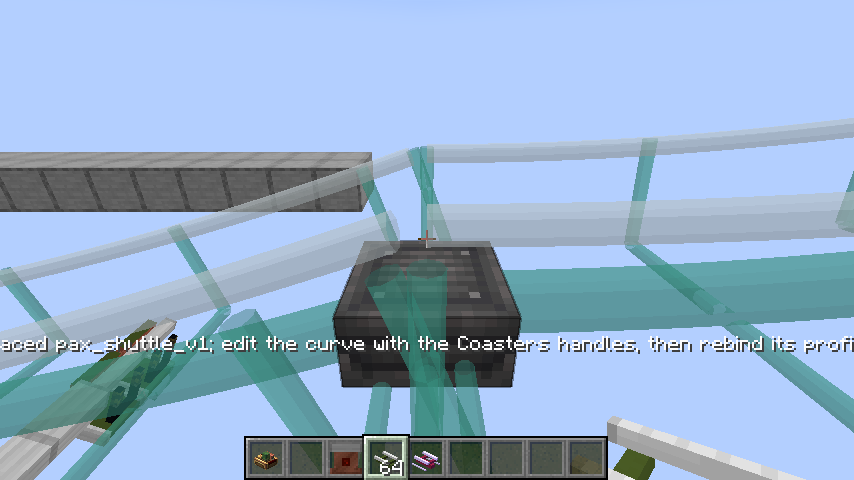 aced pax_shuttle_v1; edit the curve with the Coasters handles, then rebind its profi
64